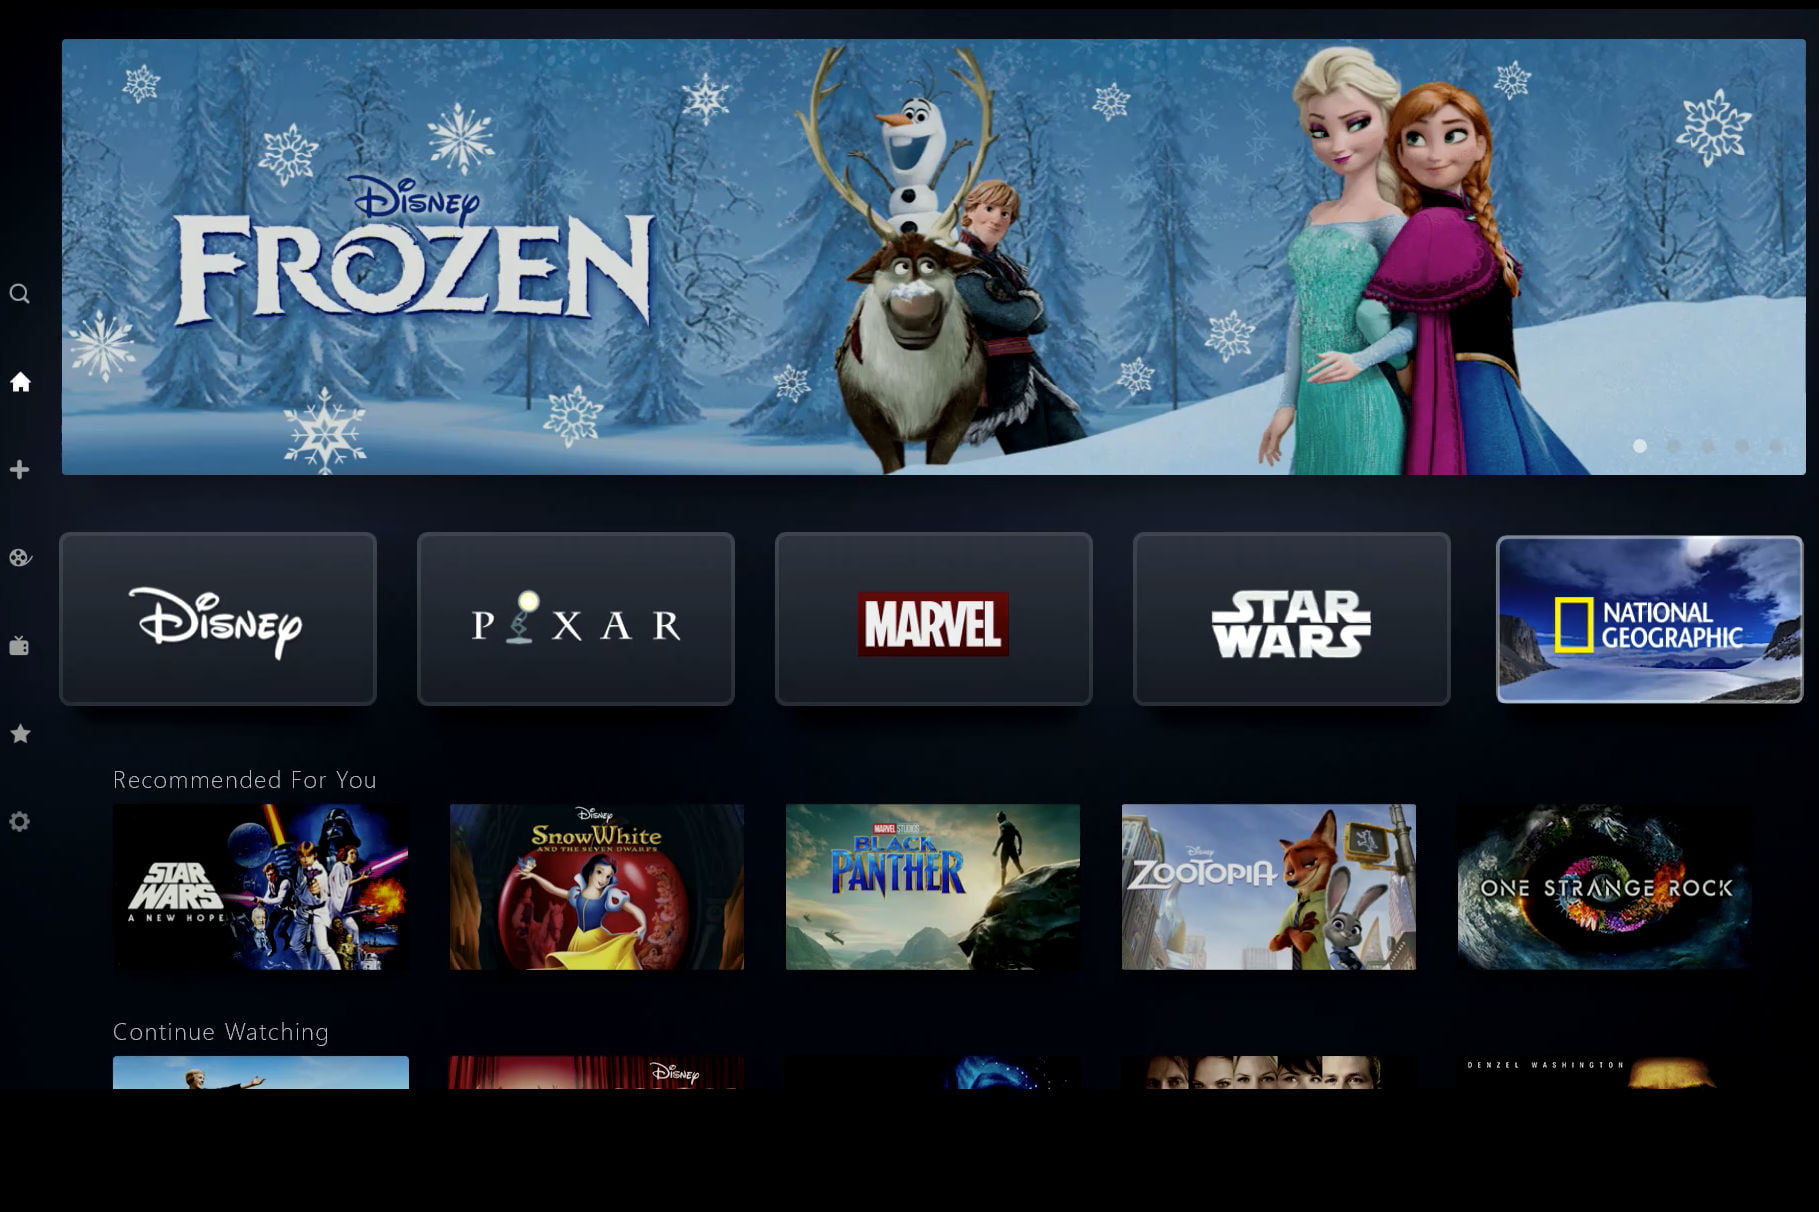 Disney
FROZEN
Disney
PIXAR
MARVEL
STAR
WARS
NATIONAL
GEOGRAPHIC
Recommended For You
STAR
WARS
A NEW HOPE
Disney
SNOW WHITE
AND THE SEVEN DWARFS
MARVEL STUDIOS
BLACK
PANTHER
Disney
ZOOTOPIA
ONE STRANGE ROCK
Continue Watching
Disney
DENZEL WASHINGTON